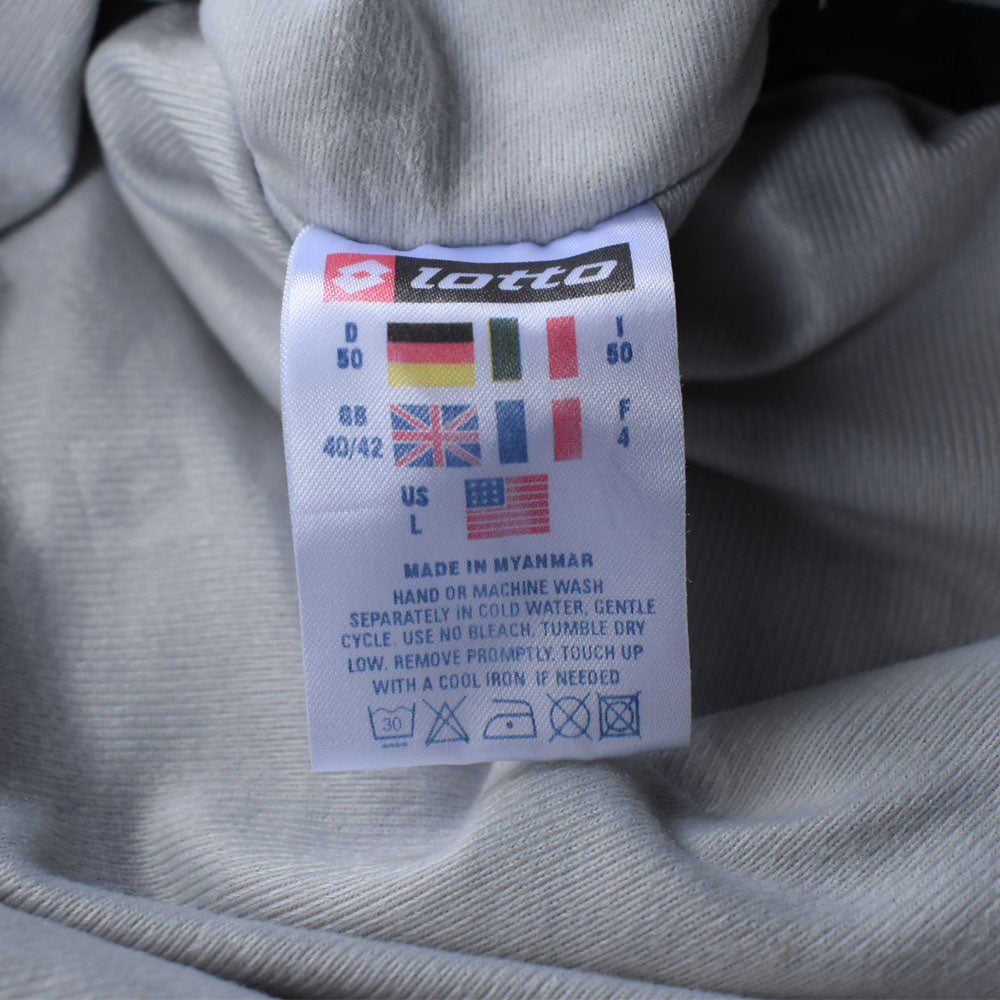 lotto
D I
50 50
GB F
40/42 4
US
L
MADE IN MYANMAR
HAND OR MACHINE WASH
SEPARATELY IN COLD WATER, GENTLE
CYCLE. USE NO BLEACH, TUMBLE DRY
LOW. REMOVE PROMPTLY. TOUCH UP
WITH A COOL IRON. IF NEEDED
30